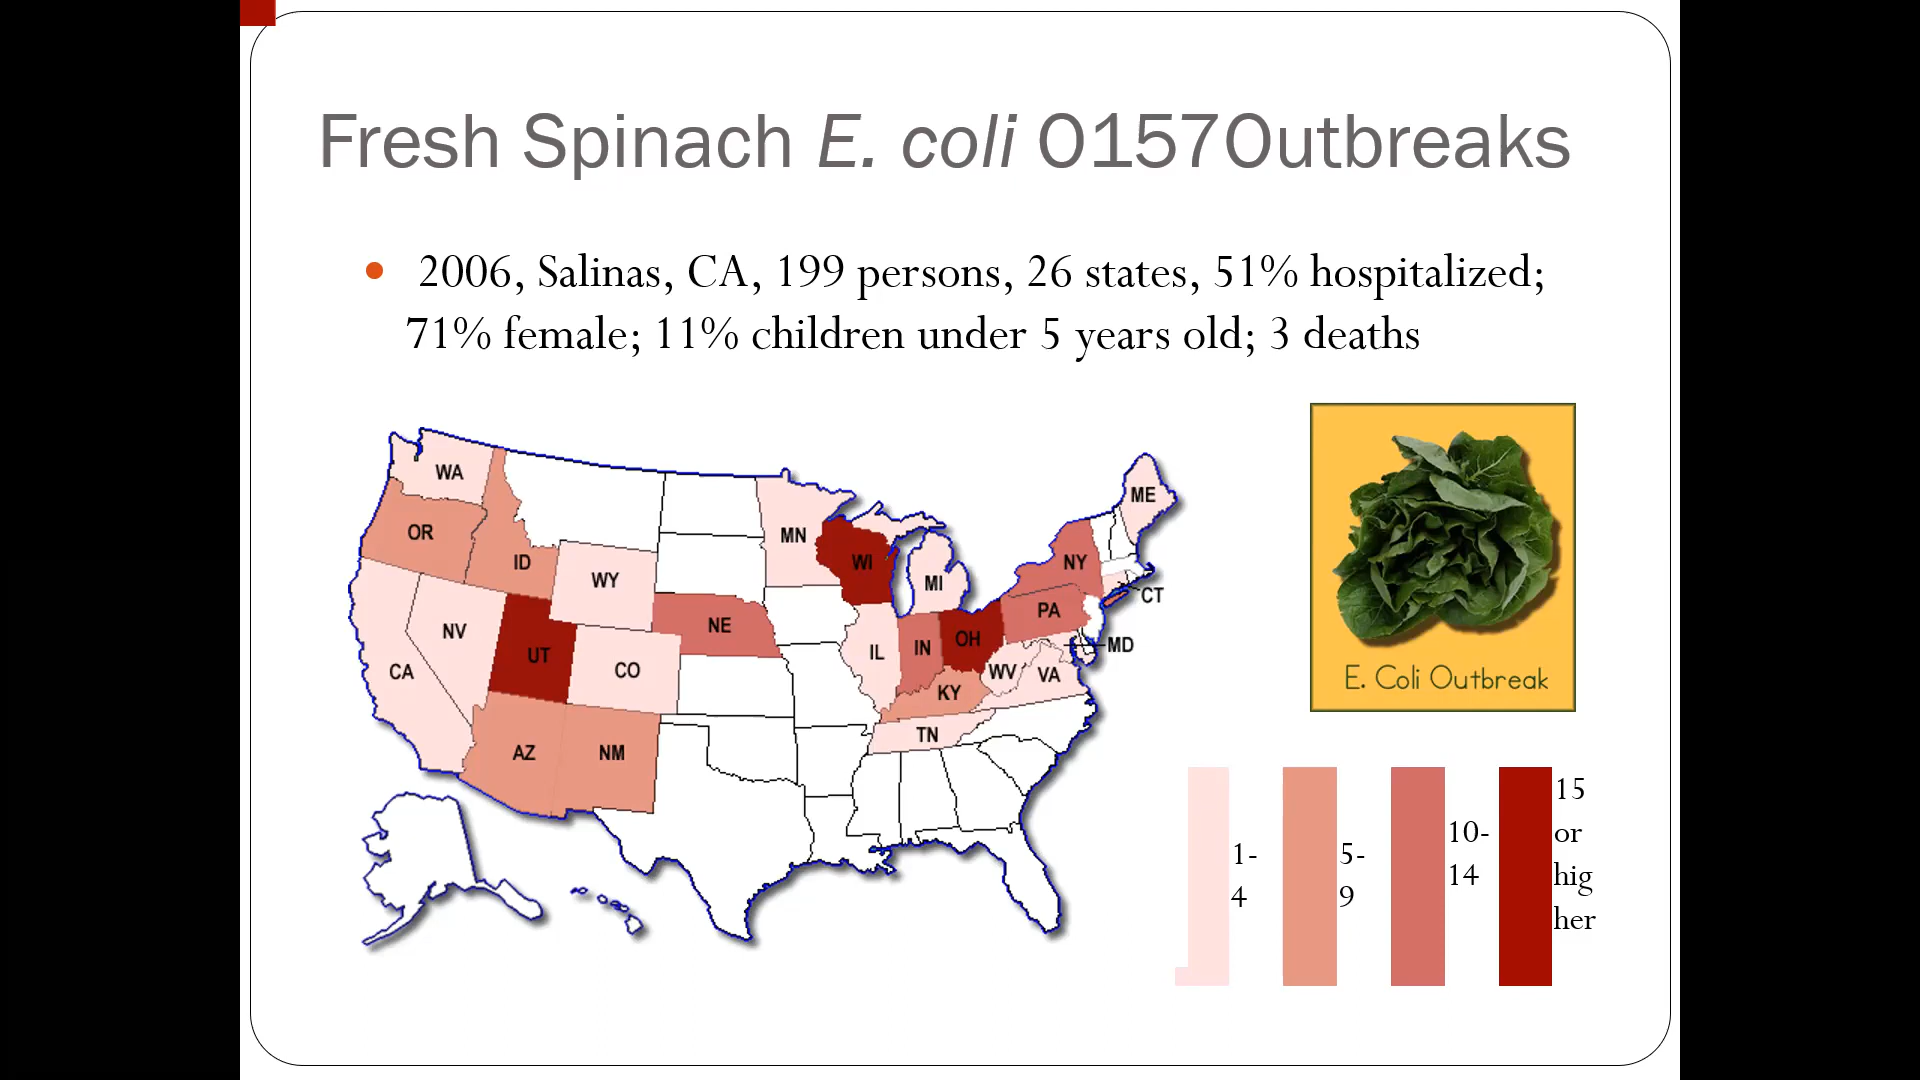 Fresh Spinach E. coli O157Outbreaks
2006, Salinas, CA, 199 persons, 26 states, 51% hospitalized;
71% female; 11% children under 5 years old; 3 deaths
WA
OR
ID
WY
NV
CA
UT
CO
AZ
NM
NE
MN
WI
MI
IL
IN
OH
KY
TN
WV
VA
PA
NY
ME
CT
MD
E. Coli Outbreak
1-
4
5-
9
10-
14
15
or
hig
her